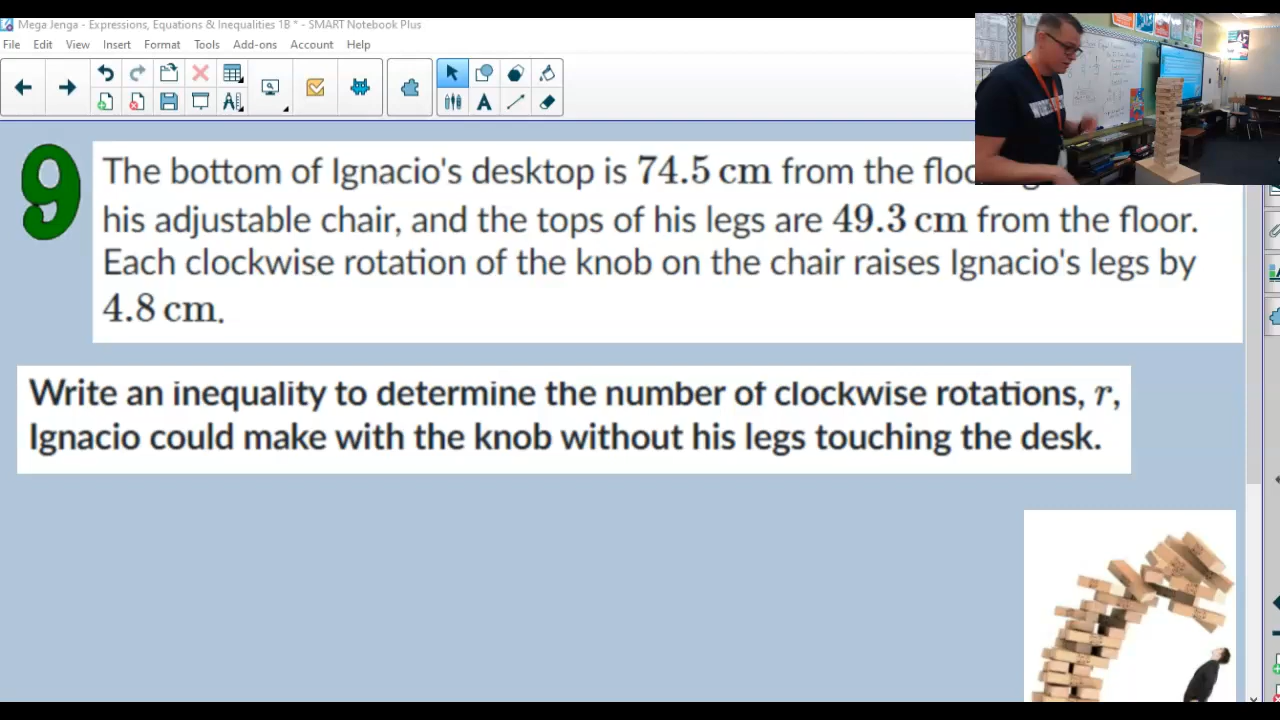 Mega Jenga - Expressions, Equations & Inequalities 1B * - SMART Notebook Plus
File Edit View Insert Format Tools Add-ons Account Help
9
The bottom of Ignacio's desktop is 74.5 cm from the
his adjustable chair, and the tops of his legs are 49.3 cm from the floor.
Each clockwise rotation of the knob on the chair raises Ignacio's legs by
4.8 cm.
Write an inequality to determine the number of clockwise rotations, r,
Ignacio could make with the knob without his legs touching the desk.